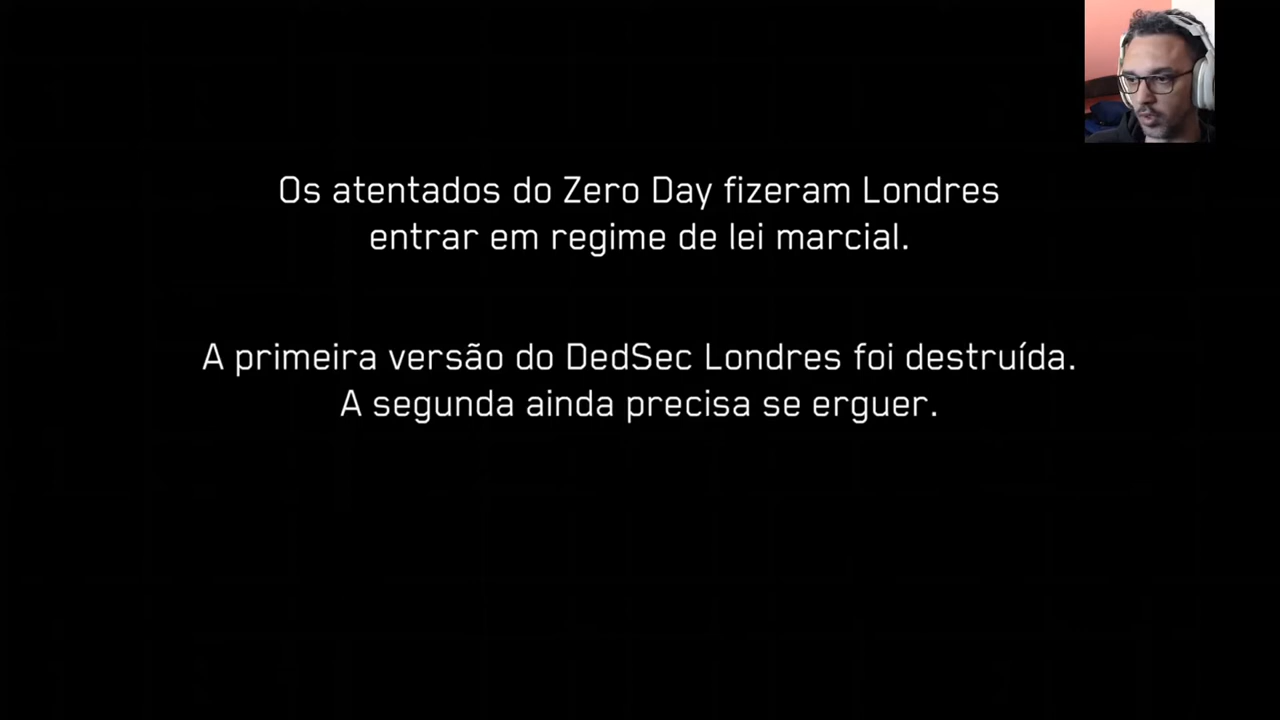 Os atentados do Zero Day fizeram Londres
entrar em regime de lei marcial.
A primeira versão do DedSec Londres foi destruída.
A segunda ainda precisa se erguer.